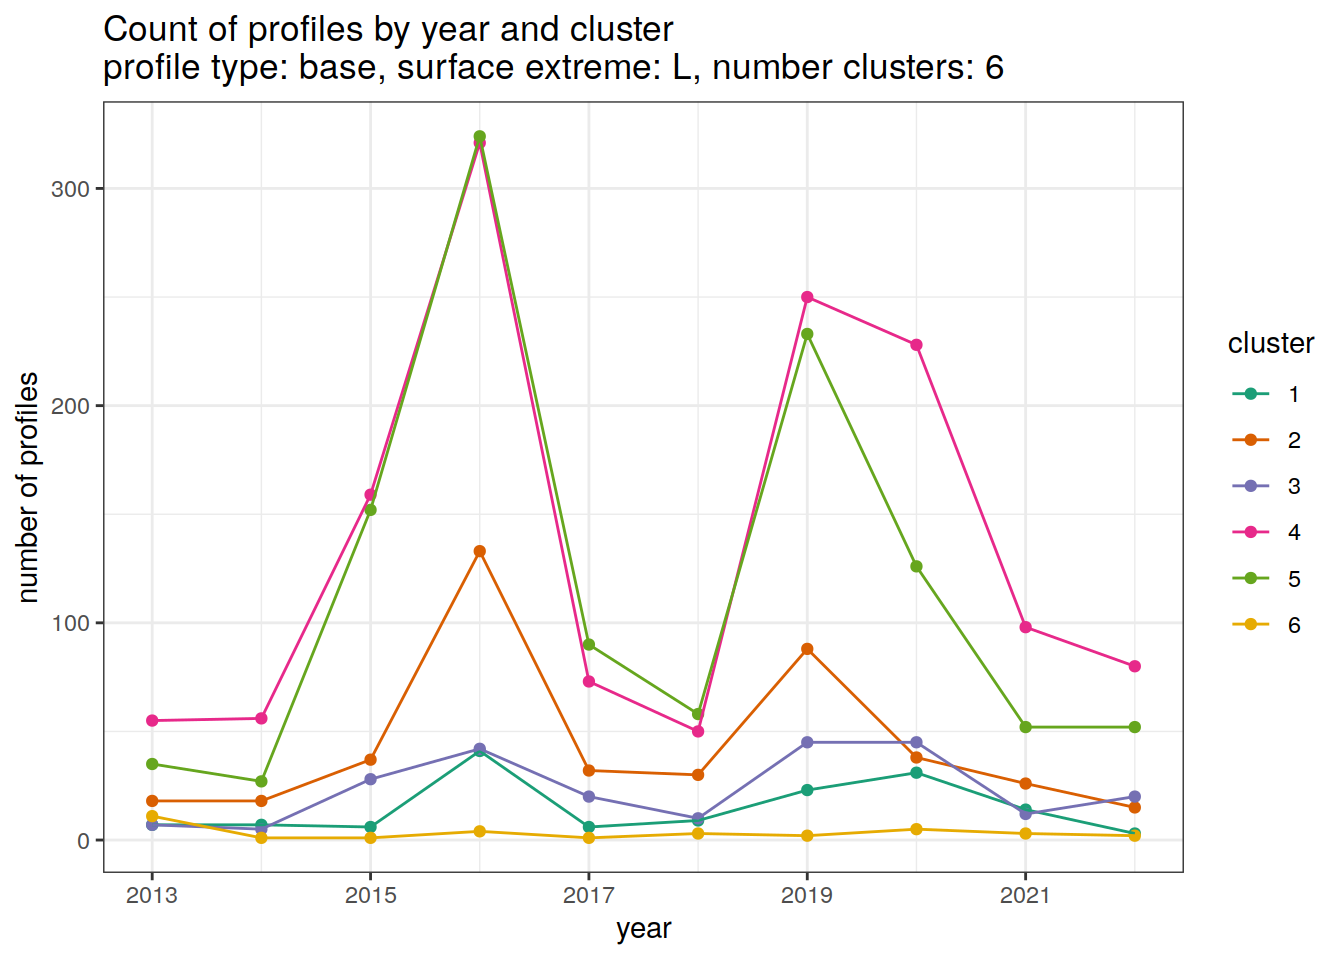 Count of profiles by year and cluster
profile type: base, surface extreme: L, number clusters: 6
300
200
100
0
number of profiles
2013 2015 2017 2019 2021
year
cluster
1
2
3
4
5
6